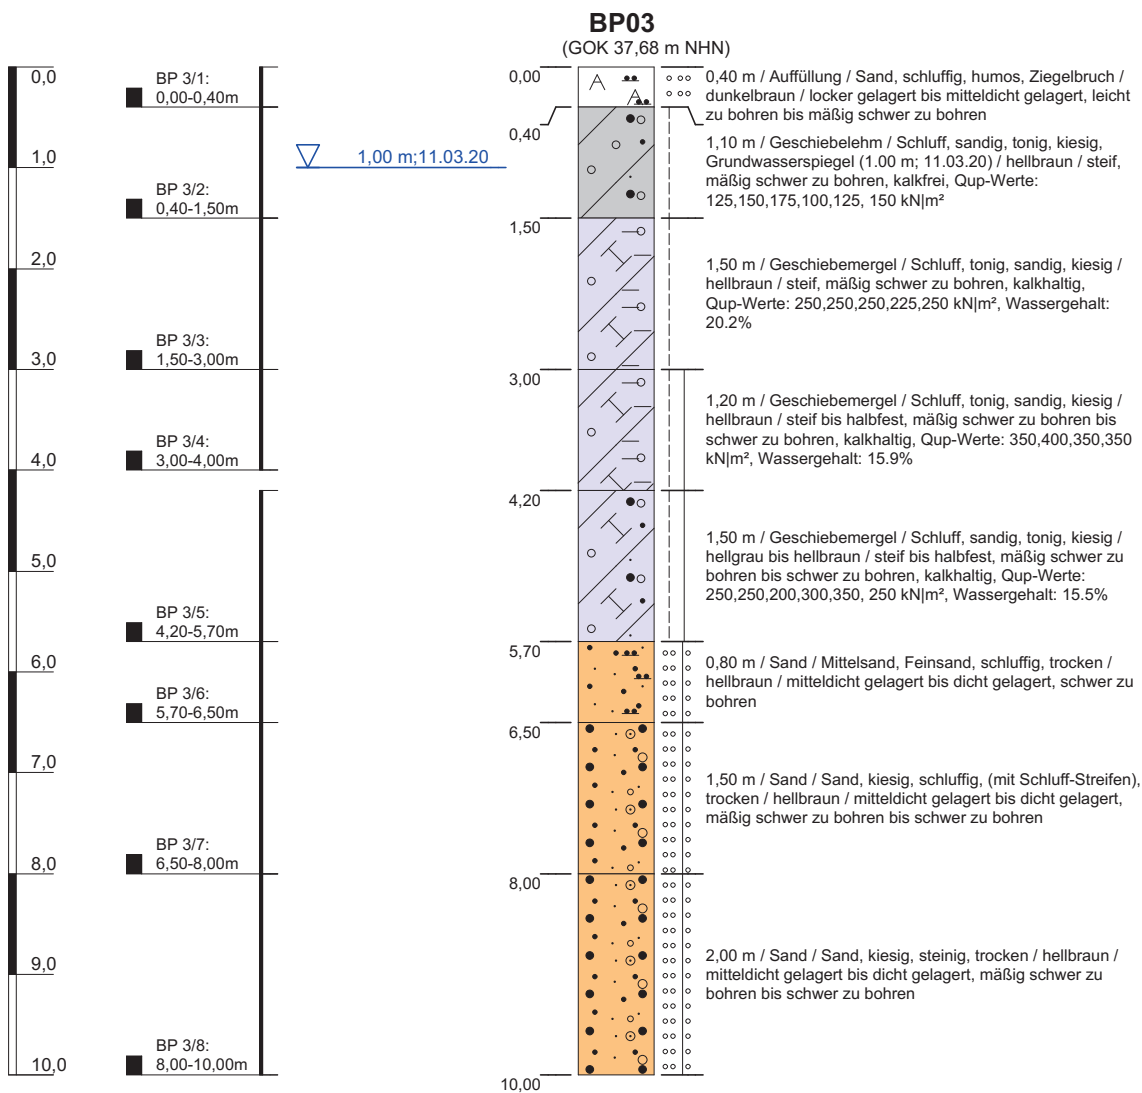 BP03
(GOK 37,68 m NHN)
0,0
1,0
2,0
3,0
4,0
5,0
6,0
7,0
8,0
9,0
10,0
BP 3/1:
0,00-0,40m
BP 3/2:
0,40-1,50m
BP 3/3:
1,50-3,00m
BP 3/4:
3,00-4,00m
BP 3/5:
4,20-5,70m
BP 3/6:
5,70-6,50m
BP 3/7:
6,50-8,00m
BP 3/8:
8,00-10,00m
1,00 m;11.03.20
0,00
0,40
1,50
3,00
4,20
5,70
6,50
8,00
10,00
A
A
0,40 m / Auffüllung / Sand, schluffig, humos, Ziegelbruch /
dunkelbraun / locker gelagert bis mitteldicht gelagert, leicht
zu bohren bis mäßig schwer zu bohren
1,10 m / Geschiebelehm / Schluff, sandig, tonig, kiesig,
Grundwasserspiegel (1.00 m; 11.03.20) / hellbraun / steif,
mäßig schwer zu bohren, kalkfrei, Qup-Werte:
125,150,175,100,125, 150 kN|m²
1,50 m / Geschiebemergel / Schluff, tonig, sandig, kiesig /
hellbraun / steif, mäßig schwer zu bohren, kalkhaltig,
Qup-Werte: 250,250,250,225,250 kN|m², Wassergehalt:
20.2%
1,20 m / Geschiebemergel / Schluff, tonig, sandig, kiesig /
hellbraun / steif bis halbfest, mäßig schwer zu bohren bis
schwer zu bohren, kalkhaltig, Qup-Werte: 350,400,350,350
kN|m², Wassergehalt: 15.9%
1,50 m / Geschiebemergel / Schluff, sandig, tonig, kiesig /
hellgrau bis hellbraun / steif bis halbfest, mäßig schwer zu
bohren bis schwer zu bohren, kalkhaltig, Qup-Werte:
250,250,200,300,350, 250 kN|m², Wassergehalt: 15.5%
0,80 m / Sand / Mittelsand, Feinsand, schluffig, trocken /
hellbraun / mitteldicht gelagert bis dicht gelagert, schwer zu
bohren
1,50 m / Sand / Sand, kiesig, schluffig, (mit Schluff-Streifen),
trocken / hellbraun / mitteldicht gelagert bis dicht gelagert,
mäßig schwer zu bohren bis schwer zu bohren
2,00 m / Sand / Sand, kiesig, steinig, trocken / hellbraun /
mitteldicht gelagert bis dicht gelagert, mäßig schwer zu
bohren bis schwer zu bohren